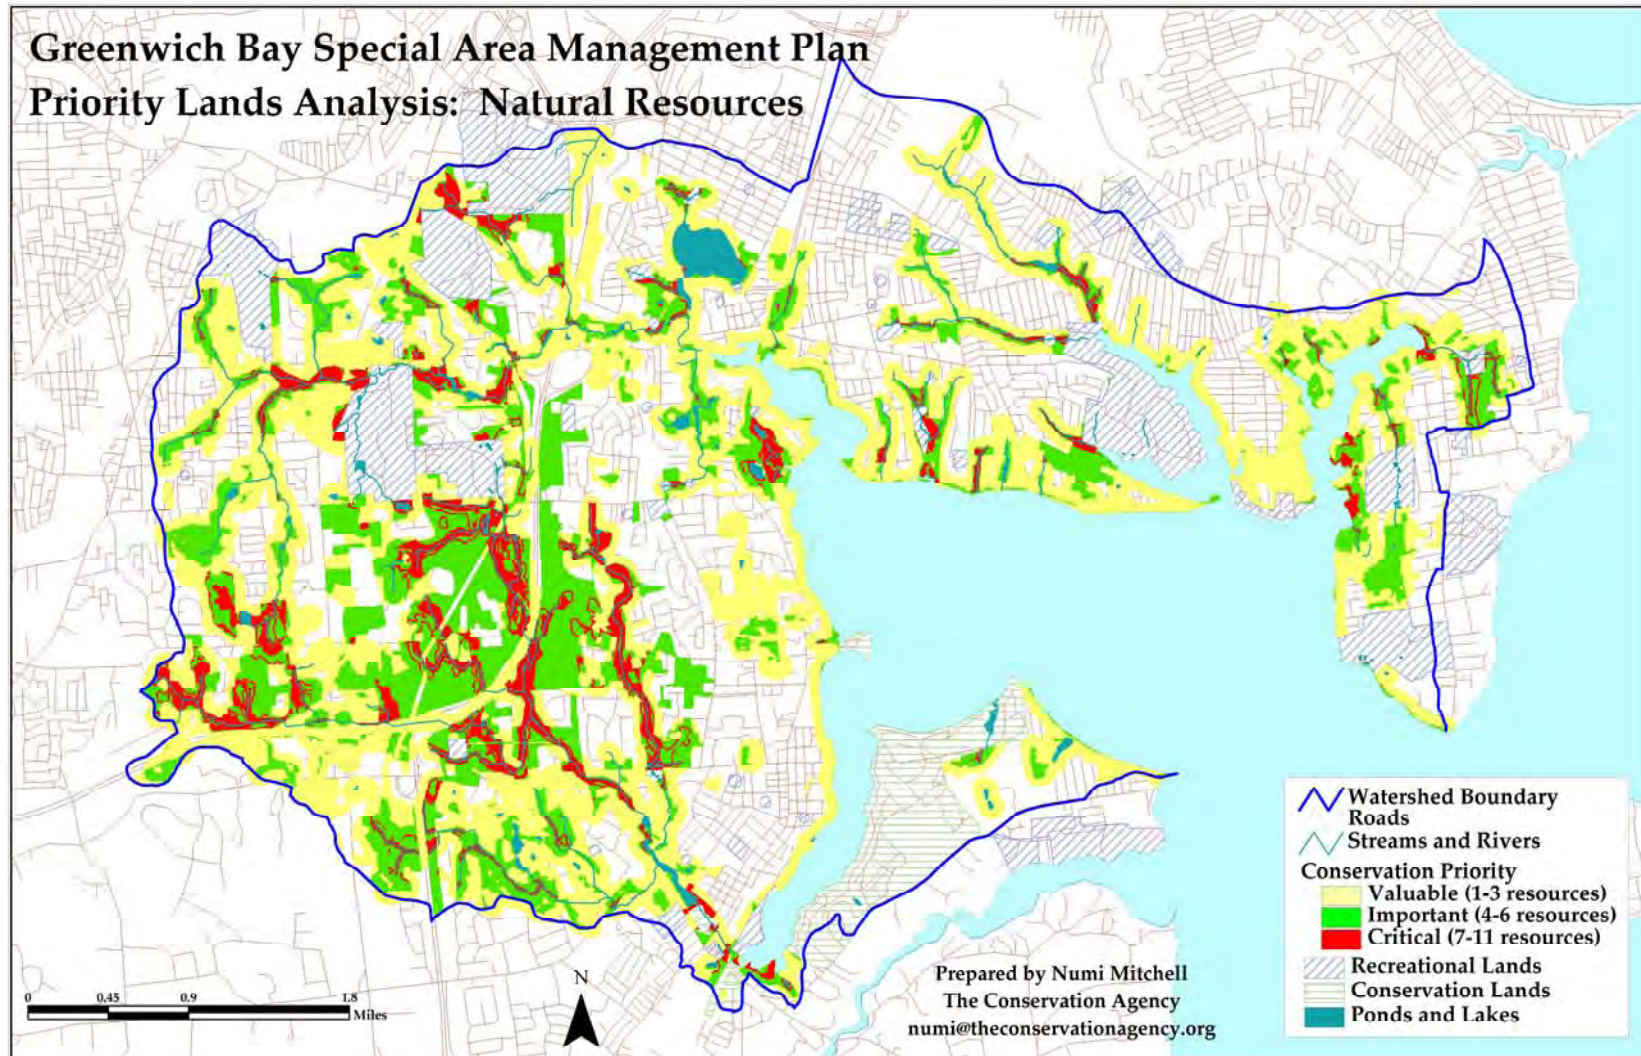 Greenwich Bay Special Area Management Plan
Priority Lands Analysis: Natural Resources
Watershed Boundary
Roads
Streams and Rivers
Conservation Priority
Valuable (1-3 resources)
Important (4-6 resources)
Critical (7-11 resources)
Recreational Lands
Conservation Lands
Ponds and Lakes
Prepared by Numi Mitchell
The Conservation Agency
numi@theconservationagency.org
N
0 0.45 0.9 1.8
Miles